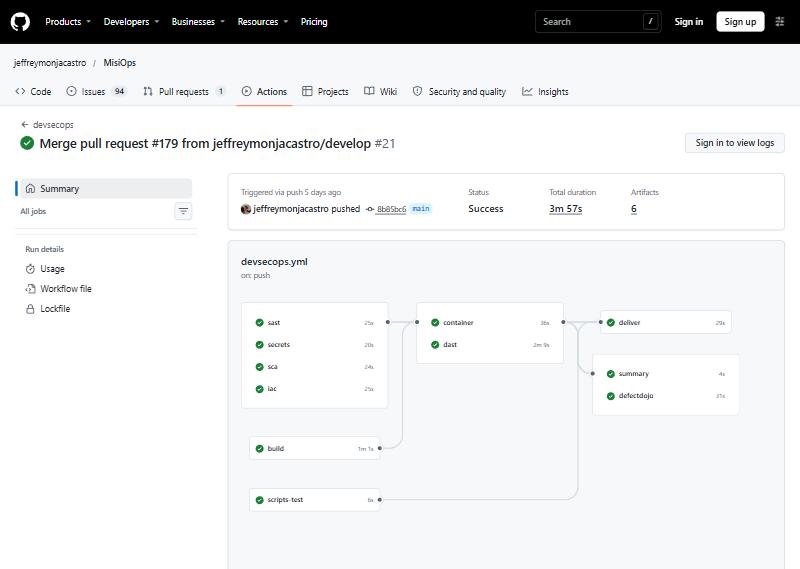 Products Developers Businesses Resources Pricing Search / Sign in Sign up
jeffreymonjacastro / MisiOps
Code Issues 94 Pull requests 1 Actions Projects Wiki Security and quality Insights
← devsecops
Merge pull request #179 from jeffreymonjacastro/develop #21
Sign in to view logs
Summary
All jobs
Run details
Usage
Workflow file
Lockfile
Triggered via push 5 days ago
jeffreymonjacastro pushed 8b85bc6 main
Status
Success
Total duration
3m 57s
Artifacts
6
devsecops.yml
on: push
sast 25s
secrets 20s
sca 24s
iac 25s
build 1m 1s
scripts-test 6s
container 36s
dast 2m 9s
deliver 29s
summary 4s
defectdojo 31s